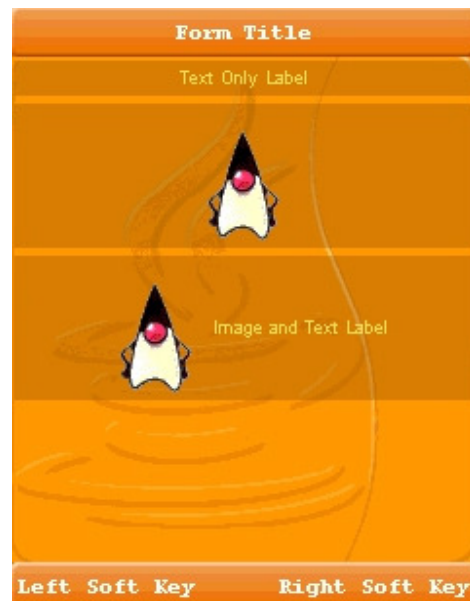 Form Title
Text Only Label
Image and Text Label
Left Soft Key Right Soft Key